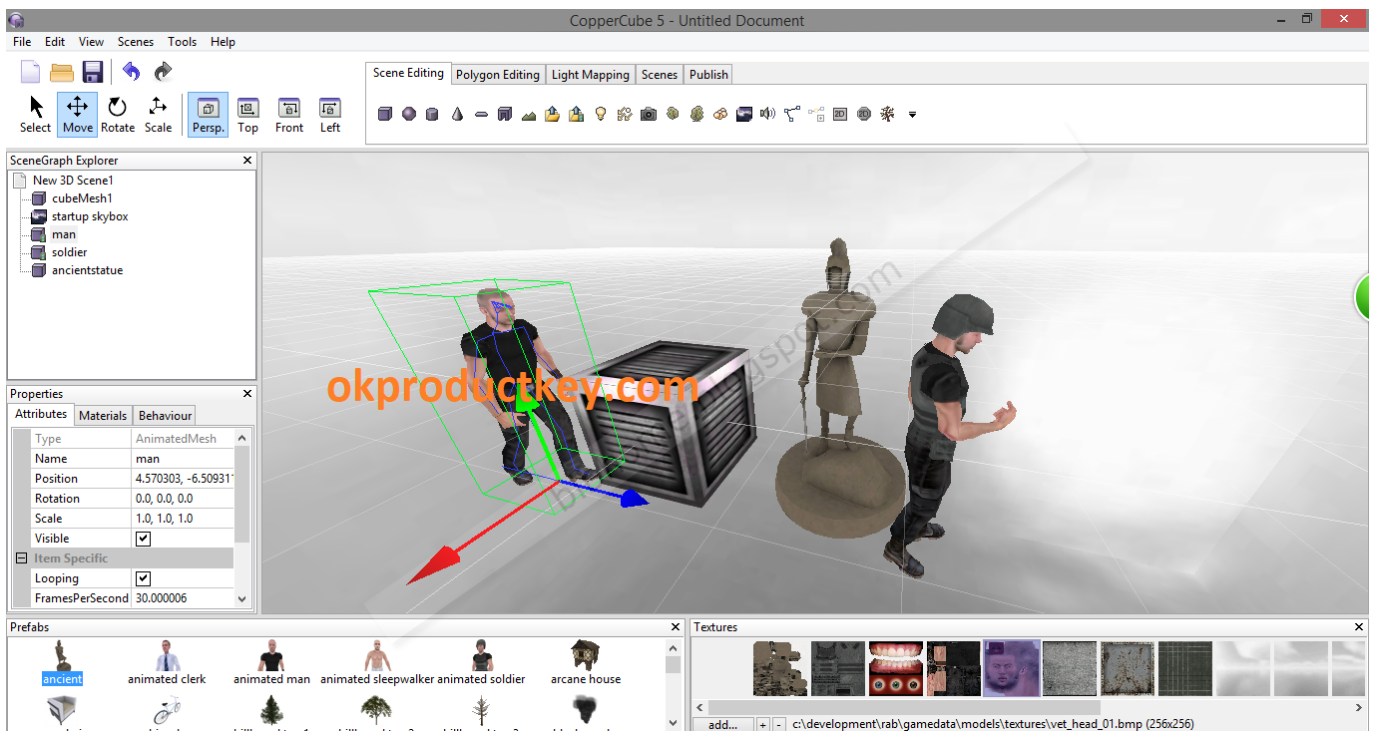 CopperCube 5 - Untitled Document
File Edit View Scenes Tools Help
Scene Editing Polygon Editing Light Mapping Scenes Publish
Select Move Rotate Scale Persp. Top Front Left
2D 2D
SceneGraph Explorer
New 3D Scene1
cubeMesh1
startup skybox
man
soldier
ancientstatue
okproductkey.com
Properties
Attributes Materials Behaviour
Type AnimatedMesh
Name man
Position 4.570303, -6.50931
Rotation 0.0, 0.0, 0.0
Scale 1.0, 1.0, 1.0
Visible
Item Specific
Looping
FramesPerSecond 30.000006
Prefabs
ancient animated clerk animated man animated sleepwalker animated soldier arcane house
Textures
add... + - c:\development\rab\gamedata\models\textures\vet_head_01.bmp (256x256)